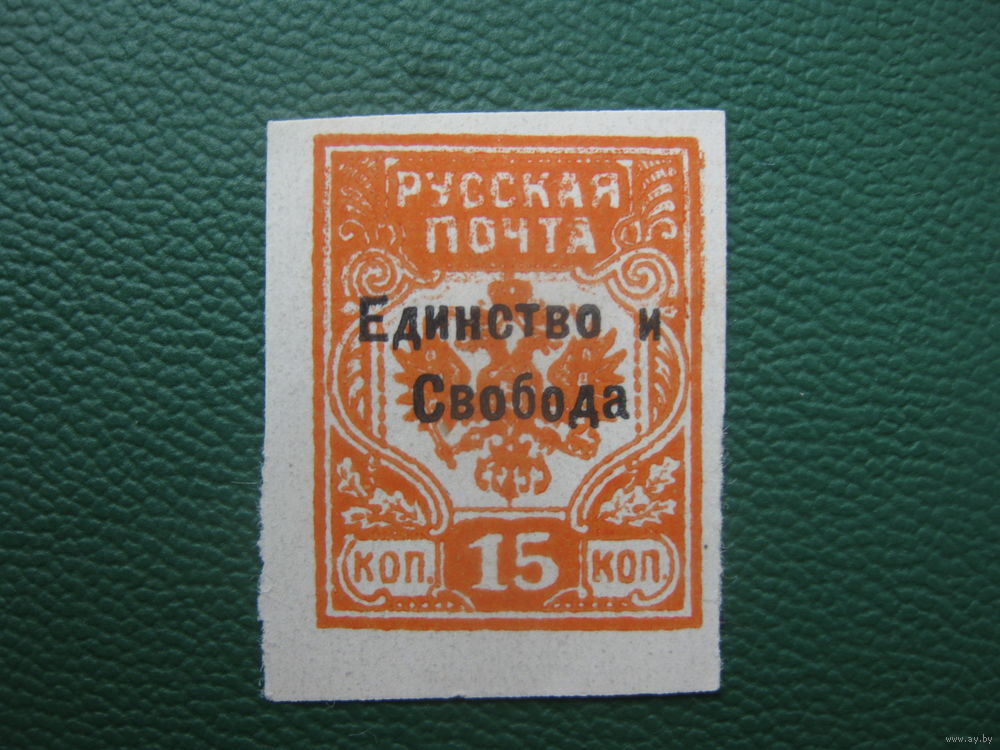 РУССКАЯ
ПОЧТА
Единство и
Свобода
КОП. 15 КОП.
www.ay.by